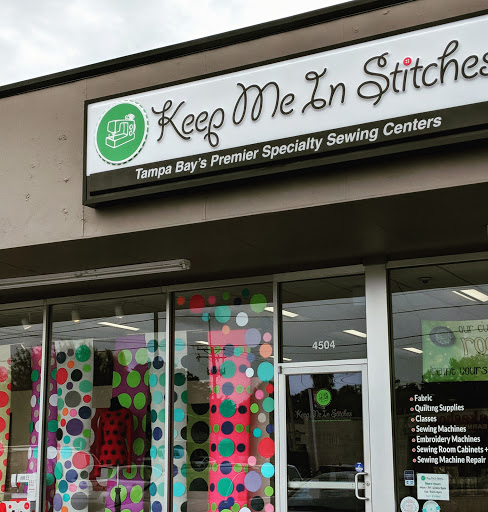 Keep Me In Stitches
Tampa Bay's Premier Specialty Sewing Centers
4504
Keep Me In Stitches
Fabric
Quilting Supplies
Classes
Sewing Machines
Embroidery Machines
Sewing Room Cabinets +
Sewing Machine Repair